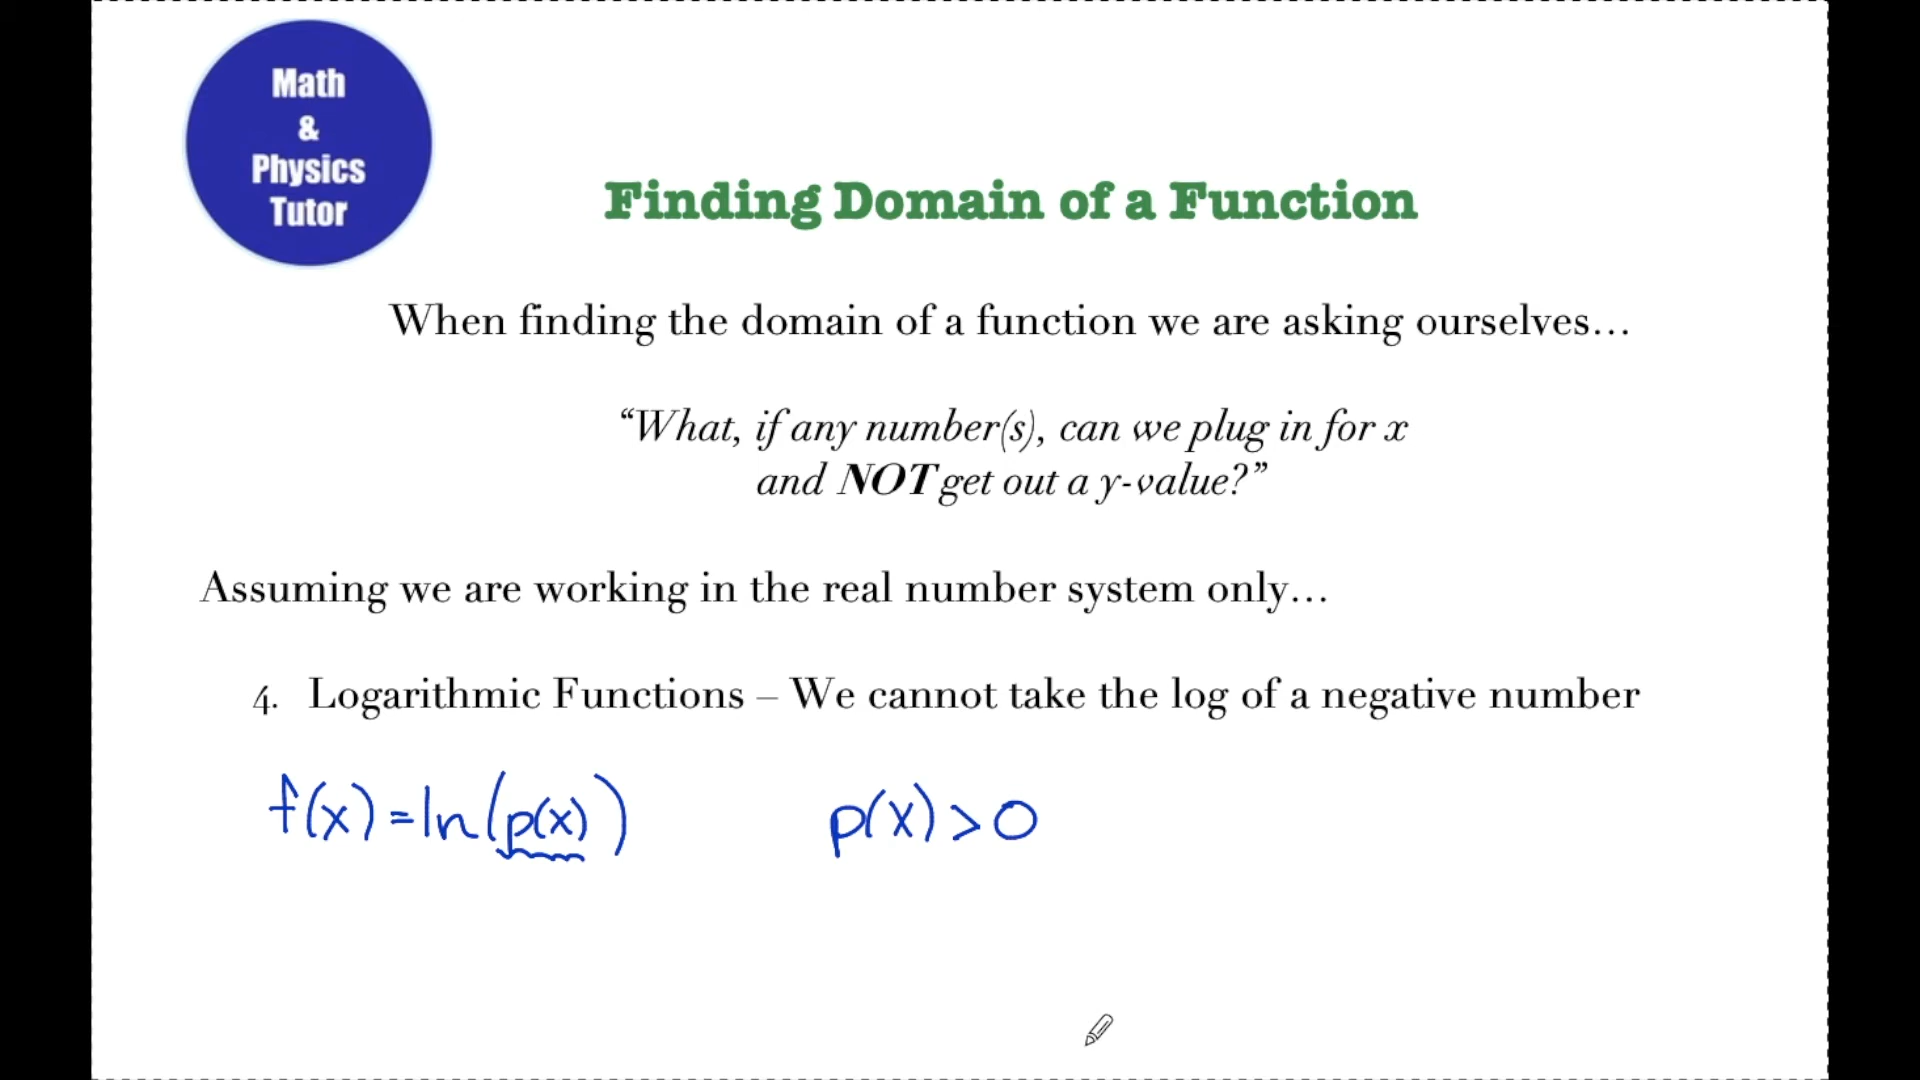 Math
&
Physics
Tutor
Finding Domain of a Function
When finding the domain of a function we are asking ourselves…
“What, if any number(s), can we plug in for x
and NOT get out a y-value?”
Assuming we are working in the real number system only…
4. Logarithmic Functions – We cannot take the log of a negative number
f(x) = ln(p(x)) p(x) > 0